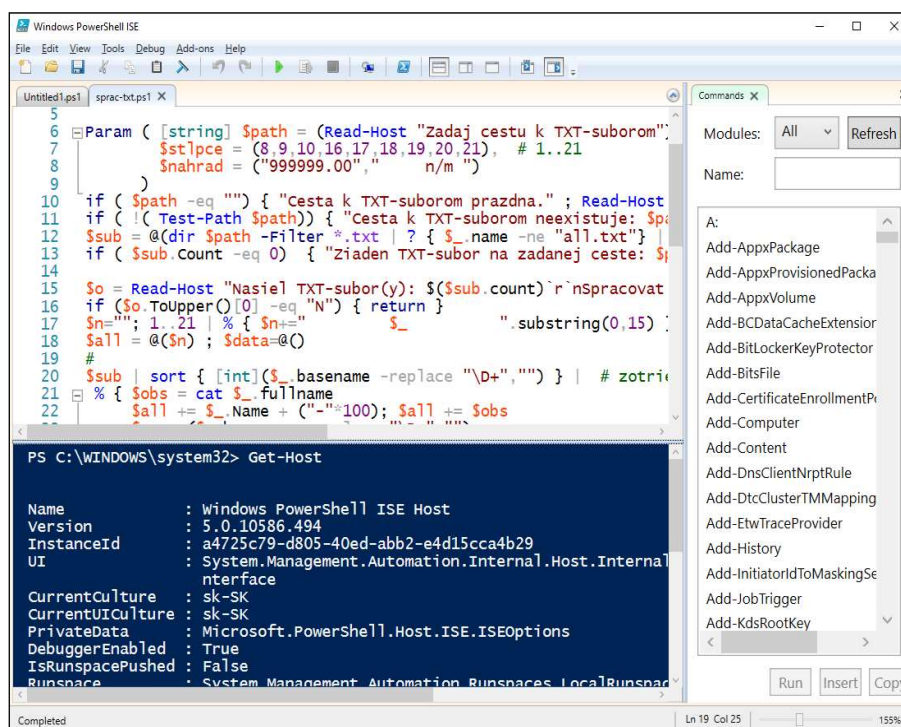 Windows PowerShell ISE
File Edit View Tools Debug Add-ons Help
Untitled1.ps1 sprac-txt.ps1 X
5
6 Param ( [string] $path = (Read-Host "Zadaj cestu k TXT-suborom")
7 $stlpce = (8,9,10,16,17,18,19,20,21), # 1..21
8 $nahrad = ("999999.00"," n/m ")
9 )
10 if ( $path -eq "") { "Cesta k TXT-suborom prazdna." ; Read-Host
11 if ( !( Test-Path $path)) { "Cesta k TXT-suborom neexistuje: $pa
12 $sub = @(dir $path -Filter *.txt | ? { $_.name -ne "all.txt"} |
13 if ( $sub.Count -eq 0) { "Ziaden TXT-subor na zadanej ceste: $p
14
15 $o = Read-Host "Nasiel TXT-subor(y): $($sub.count)`r`nSpracovat
16 if ($o.ToUpper()[0] -eq "N") { return }
17 $n=""; 1..21 | % { $n+=" $_ ".substring(0,15) }
18 $all = @($n) ; $data=@()
19 #
20 $sub | sort { [int]($_.basename -replace "\D+","") } | # zotrie
21 % { $obs = cat $_.fullname
22 $all += $_.Name + ("-"*100); $all += $obs
PS C:\WINDOWS\system32> Get-Host
Name : Windows PowerShell ISE Host
Version : 5.0.10586.494
InstanceId : a4725c79-d805-40ed-abb2-e4d15cca4b29
UI : System.Management.Automation.Internal.Host.Internal
nterface
CurrentCulture : sk-SK
CurrentUICulture : sk-SK
PrivateData : Microsoft.PowerShell.Host.ISE.ISEOptions
DebuggerEnabled : True
IsRunspacePushed : False
Runspace : System.Management.Automation.Runspaces.LocalRunspac
Commands X
Modules: All Refresh
Name:
A:
Add-AppxPackage
Add-AppxProvisionedPacka
Add-AppxVolume
Add-BCDataCacheExtension
Add-BitLockerKeyProtector
Add-BitsFile
Add-CertificateEnrollmentPo
Add-Computer
Add-Content
Add-DnsClientNrptRule
Add-DtcClusterTMMapping
Add-EtwTraceProvider
Add-History
Add-InitiatorIdToMaskingSe
Add-JobTrigger
Add-KdsRootKey
Run Insert Copy
Completed Ln 19 Col 25 155%